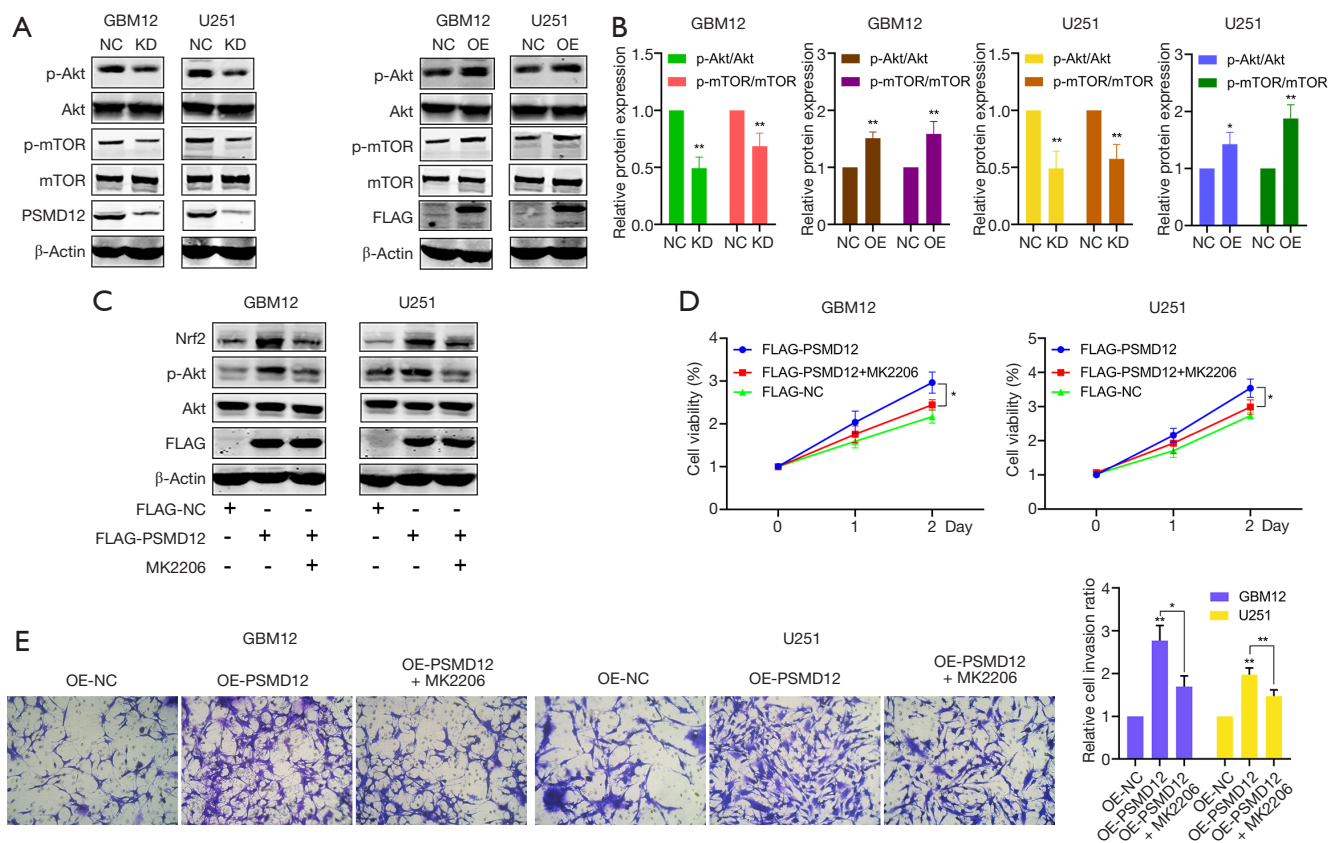 A
GBM12 U251
NC KD NC KD
p-Akt
Akt
p-mTOR
mTOR
PSMD12
β-Actin
GBM12 U251
NC OE NC OE
p-Akt
Akt
p-mTOR
mTOR
FLAG
β-Actin
B
GBM12
Relative protein expression
1.5
1.0
0.5
0.0
p-Akt/Akt
p-mTOR/mTOR
**
**
NC KD NC KD
GBM12
Relative protein expression
3
2
1
0
p-Akt/Akt
p-mTOR/mTOR
**
**
NC OE NC OE
U251
Relative protein expression
1.5
1.0
0.5
0.0
p-Akt/Akt
p-mTOR/mTOR
**
**
NC KD NC KD
U251
Relative protein expression
3
2
1
0
p-Akt/Akt
p-mTOR/mTOR
*
**
NC OE NC OE
C
GBM12 U251
Nrf2
p-Akt
Akt
FLAG
β-Actin
FLAG-NC + - - + - -
FLAG-PSMD12 - + + - + +
MK2206 - - + - - +
D
GBM12
Cell viability (%)
4
3
2
1
0
FLAG-PSMD12
FLAG-PSMD12+MK2206
FLAG-NC
*
0 1 2 Day
U251
Cell viability (%)
5
4
3
2
1
0
FLAG-PSMD12
FLAG-PSMD12+MK2206
FLAG-NC
*
0 1 2 Day
E
GBM12
OE-NC OE-PSMD12 OE-PSMD12
+ MK2206
U251
OE-NC OE-PSMD12 OE-PSMD12
+ MK2206
Relative cell invasion ratio
4
3
2
1
0
GBM12
U251
**
*
**
**
OE-NC
OE-PSMD12
OE-PSMD12
+ MK2206
OE-NC
OE-PSMD12
OE-PSMD12
+ MK2206